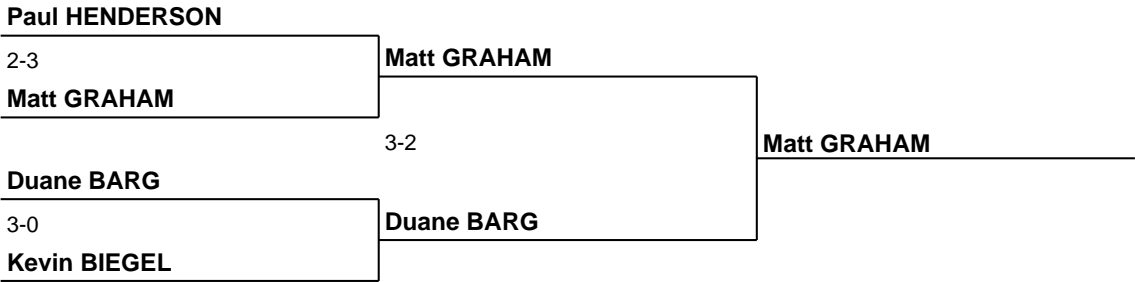 Paul HENDERSON
2-3
Matt GRAHAM
Matt GRAHAM
3-2
Matt GRAHAM
Duane BARG
3-0
Duane BARG
Kevin BIEGEL